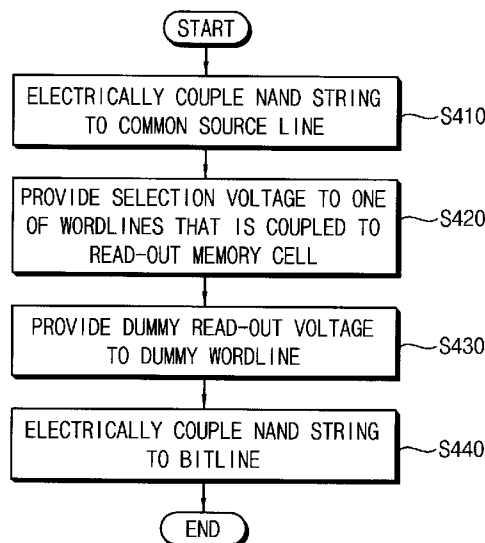 START
ELECTRICALLY COUPLE NAND STRING
TO COMMON SOURCE LINE
S410
PROVIDE SELECTION VOLTAGE TO ONE
OF WORDLINES THAT IS COUPLED TO
READ-OUT MEMORY CELL
S420
PROVIDE DUMMY READ-OUT VOLTAGE
TO DUMMY WORDLINE
S430
ELECTRICALLY COUPLE NAND STRING
TO BITLINE
S440
END